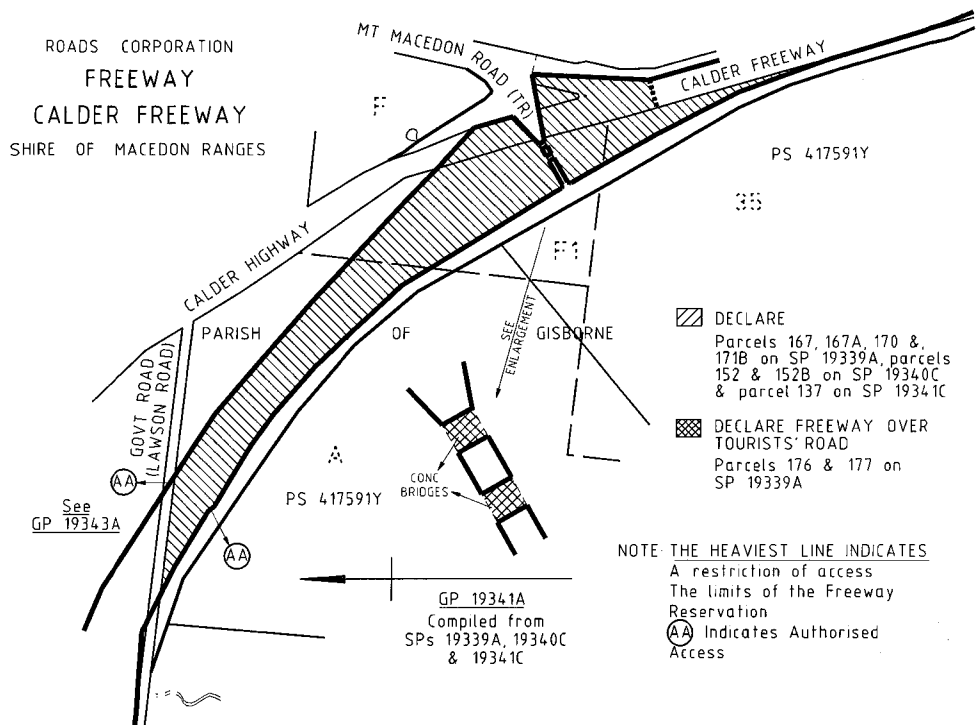 ROADS CORPORATION
FREEWAY
CALDER FREEWAY
SHIRE OF MACEDON RANGES
MT MACEDON ROAD (TR)
CALDER FREEWAY
F
PS 417591Y
35
F1
CALDER HIGHWAY
PARISH OF GISBORNE
SEE
ENLARGEMENT
GOVT ROAD
(LAWSON ROAD)
AA
See
GP 19343A
A
PS 417591Y
AA
CONC
BRIDGES
GP 19341A
Compiled from
SPs 19339A, 19340C
& 19341C
DECLARE
Parcels 167, 167A, 170 &,
171B on SP 19339A, parcels
152 & 152B on SP 19340C
& parcel 137 on SP 19341C
DECLARE FREEWAY OVER
TOURISTS' ROAD
Parcels 176 & 177 on
SP 19339A
NOTE THE HEAVIEST LINE INDICATES
A restriction of access
The limits of the Freeway
Reservation
AA Indicates Authorised
Access